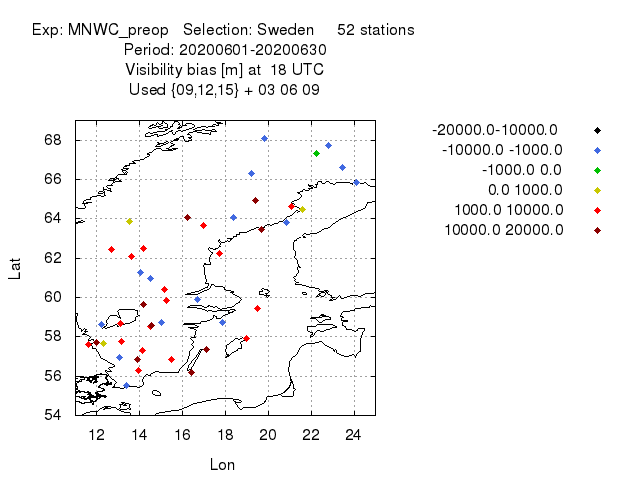 Exp: MNWC_preop Selection: Sweden 52 stations
Period: 20200601-20200630
Visibility bias [m] at 18 UTC
Used {09,12,15} + 03 06 09
-20000.0-10000.0
-10000.0 -1000.0
-1000.0 0.0
0.0 1000.0
1000.0 10000.0
10000.0 20000.0
68
66
64
62
60
58
56
54
Lat
12 14 16 18 20 22 24
Lon